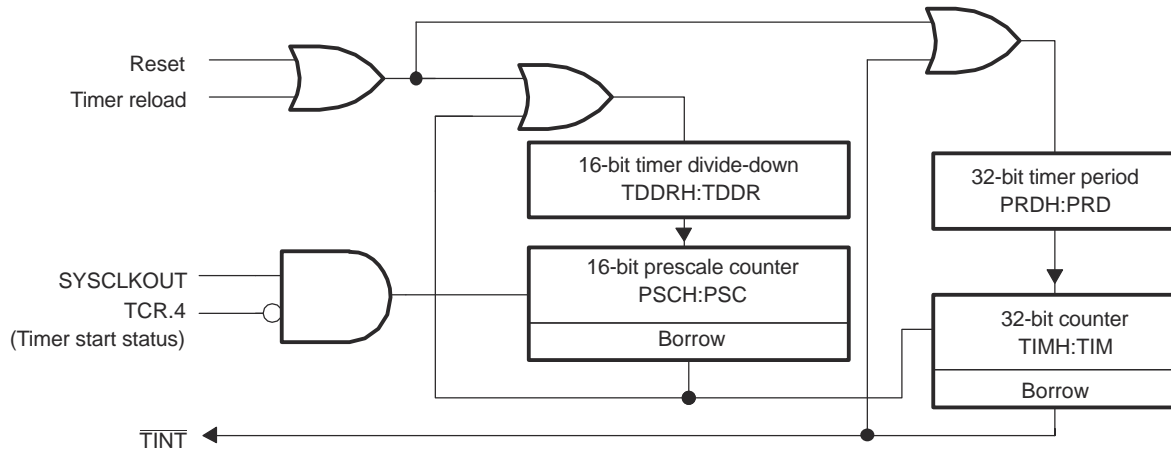 Reset
Timer reload
16-bit timer divide-down
TDDRH:TDDR
32-bit timer period
PRDH:PRD
SYSCLKOUT
TCR.4
(Timer start status)
16-bit prescale counter
PSCH:PSC
Borrow
32-bit counter
TIMH:TIM
Borrow
TINT